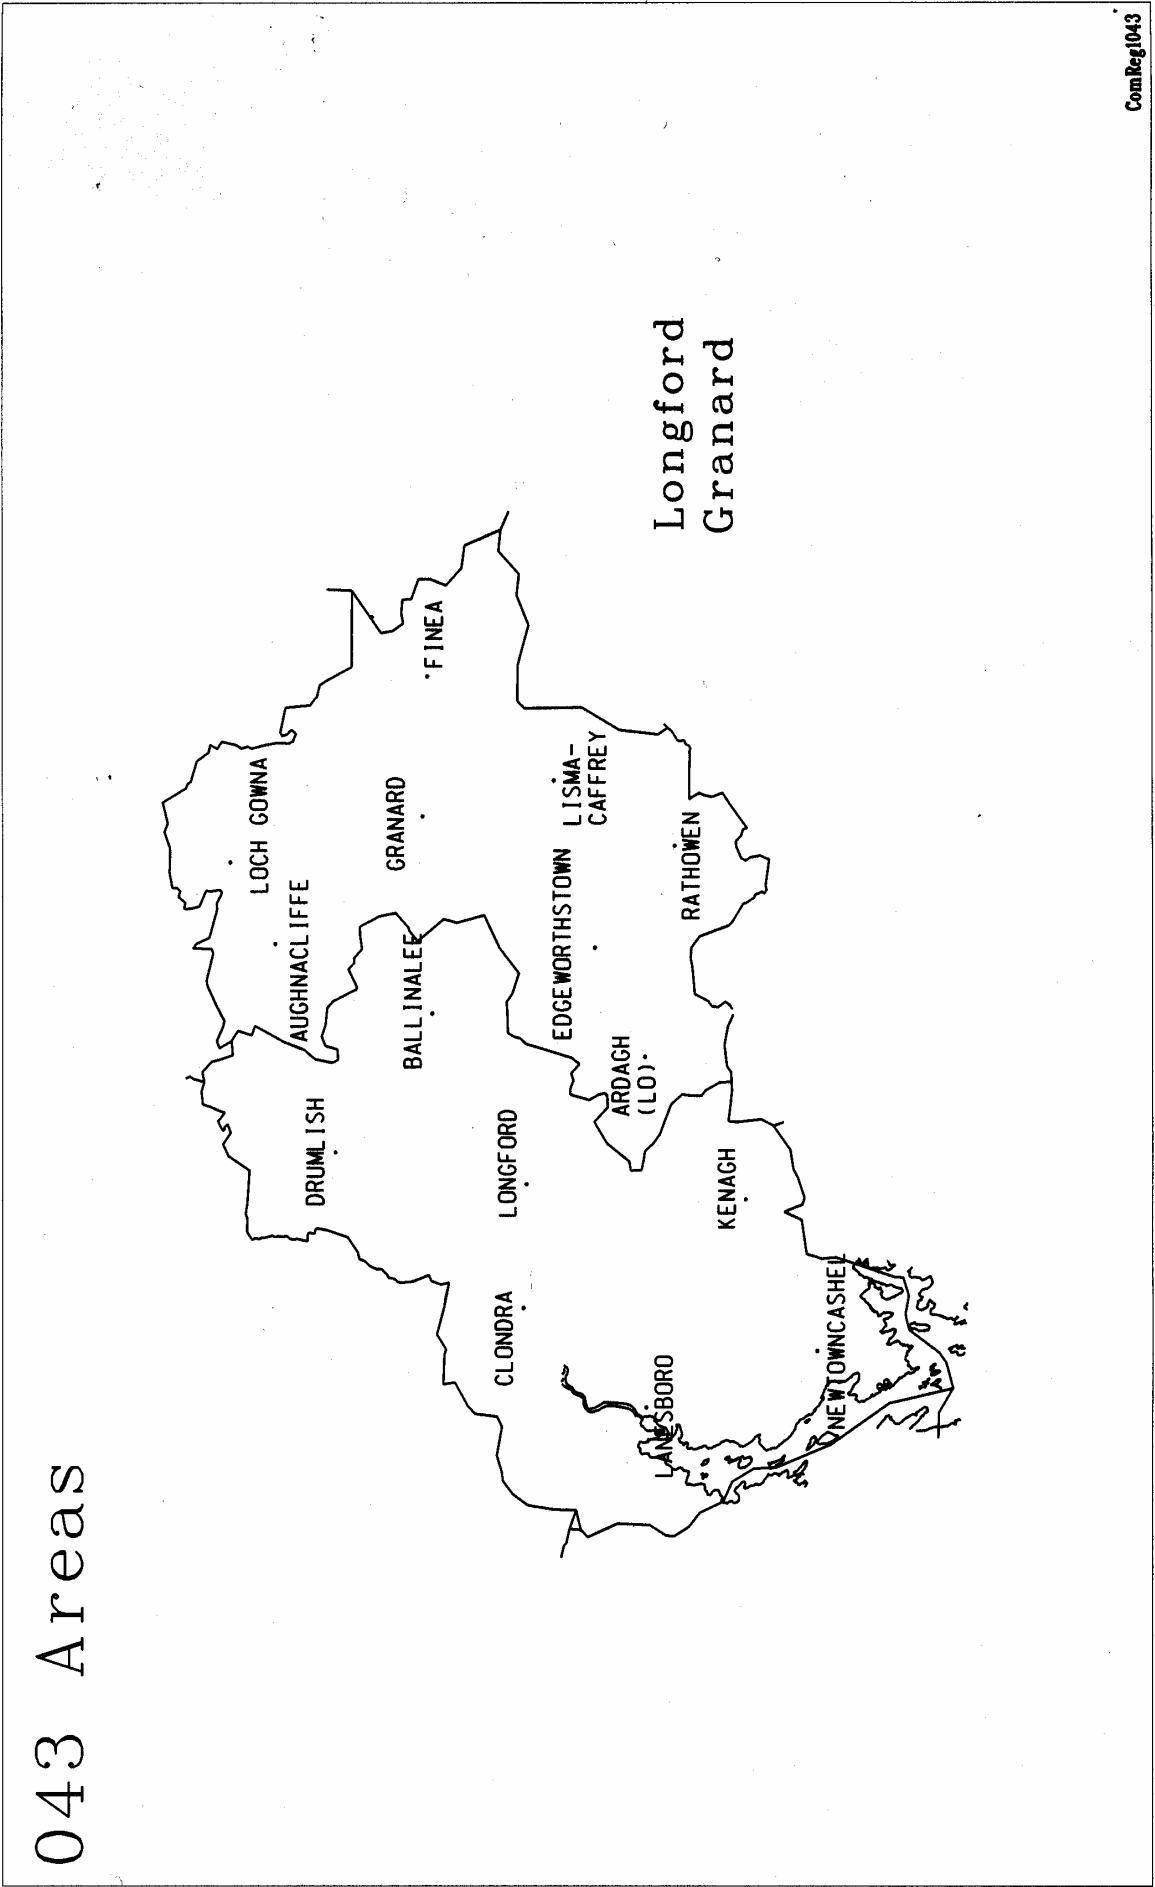 043 Areas
LOCH GOWNA
AUGHNACLIFFE
DRUMLISH
GRANARD
BALLINALEE
FINEA
LONGFORD
CLONDRA
EDGEWORTHSTOWN
LISMA-
CAFFREY
ARDAGH
(LO)
LANESBORO
RATHOWEN
KENAGH
NEWTOWNCASHEL
Longford
Granard
ComReg1043